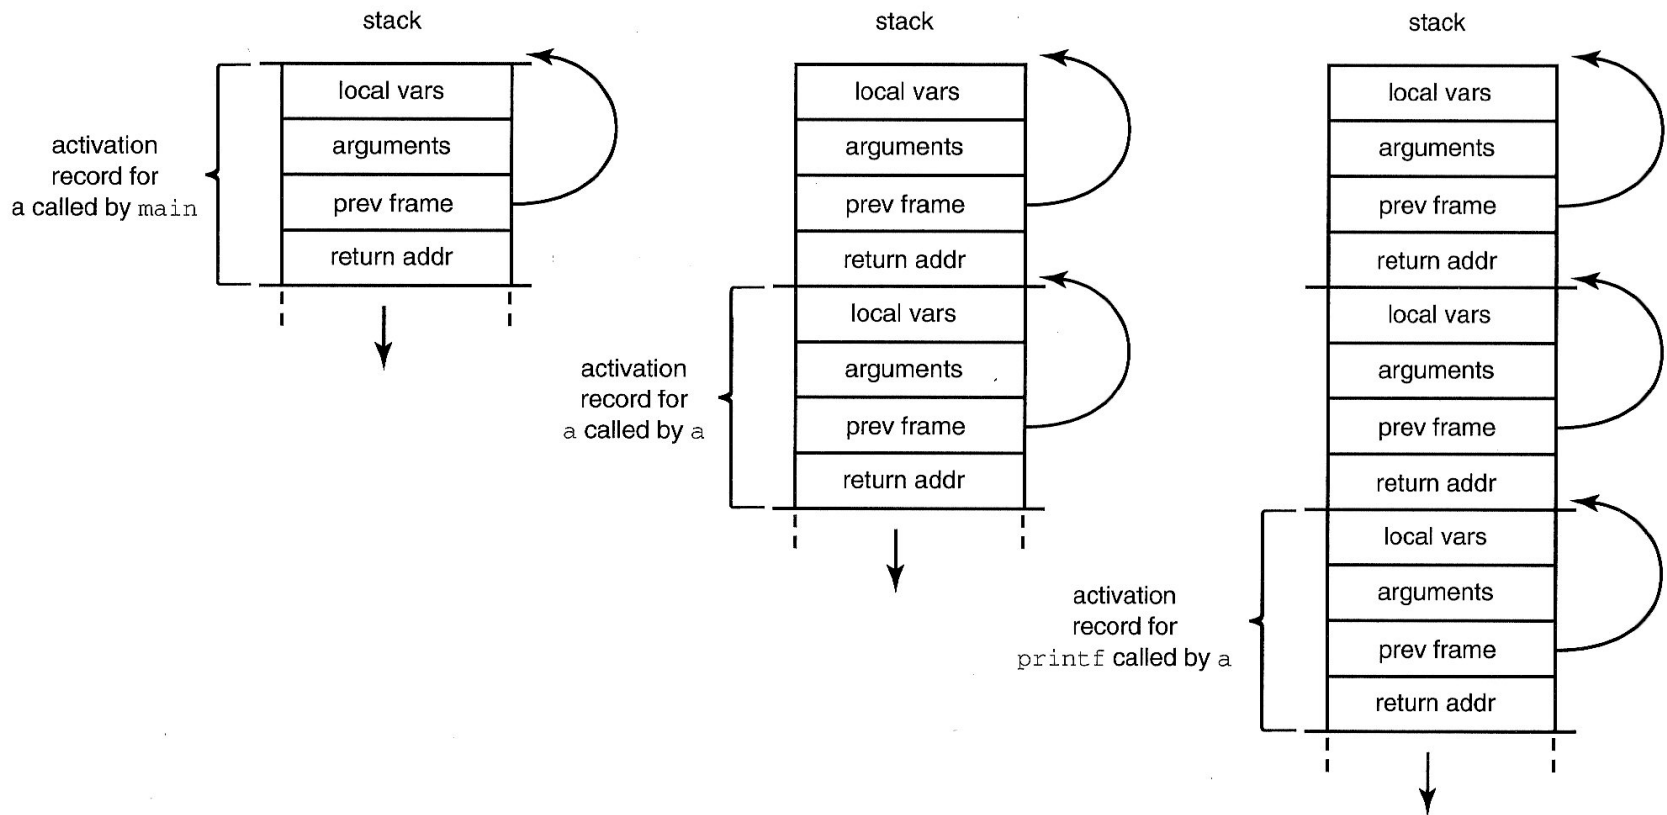 stack
local vars
arguments
prev frame
return addr
activation
record for
a called by main
stack
local vars
arguments
prev frame
return addr
local vars
arguments
prev frame
return addr
activation
record for
a called by a
stack
local vars
arguments
prev frame
return addr
local vars
arguments
prev frame
return addr
local vars
arguments
prev frame
return addr
activation
record for
printf called by a